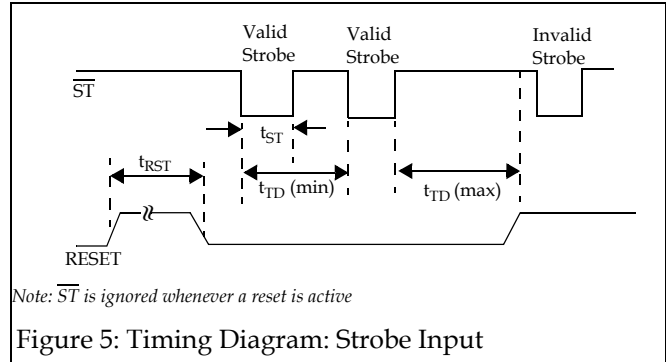 Valid Strobe
Valid Strobe
Invalid Strobe
ST
tST
tRST
tTD (min)
tTD (max)
RESET
Note: ST is ignored whenever a reset is active
Figure 5: Timing Diagram: Strobe Input